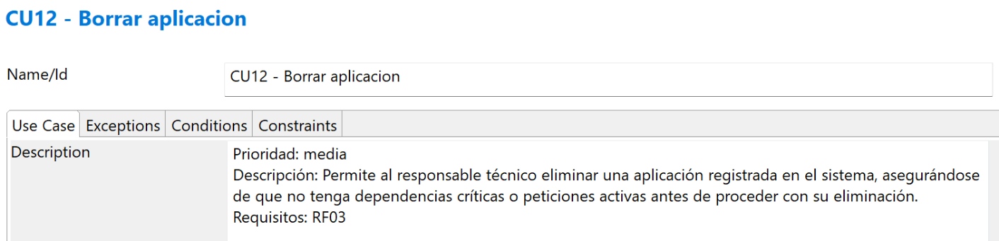 CU12 - Borrar aplicacion
Name/Id
CU12 - Borrar aplicacion
Use Case
Exceptions
Conditions
Constraints
Description
Prioridad: media
Descripción: Permite al responsable técnico eliminar una aplicación registrada en el sistema, asegurándose
de que no tenga dependencias críticas o peticiones activas antes de proceder con su eliminación.
Requisitos: RF03